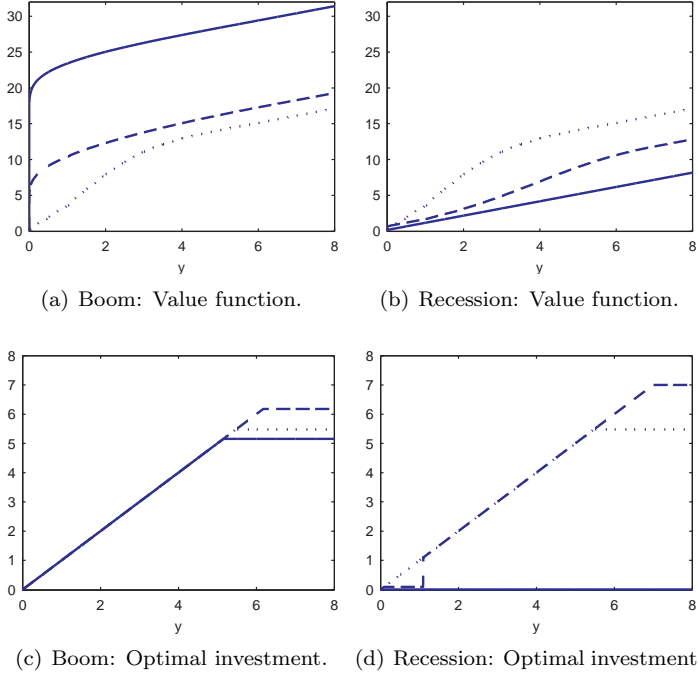 30
25
20
15
10
5
0
0 2 4 6 8
y
(a) Boom: Value function.
30
25
20
15
10
5
0
0 2 4 6 8
y
(b) Recession: Value function.
8
7
6
5
4
3
2
1
0
0 2 4 6 8
y
(c) Boom: Optimal investment.
8
7
6
5
4
3
2
1
0
0 2 4 6 8
y
(d) Recession: Optimal investment